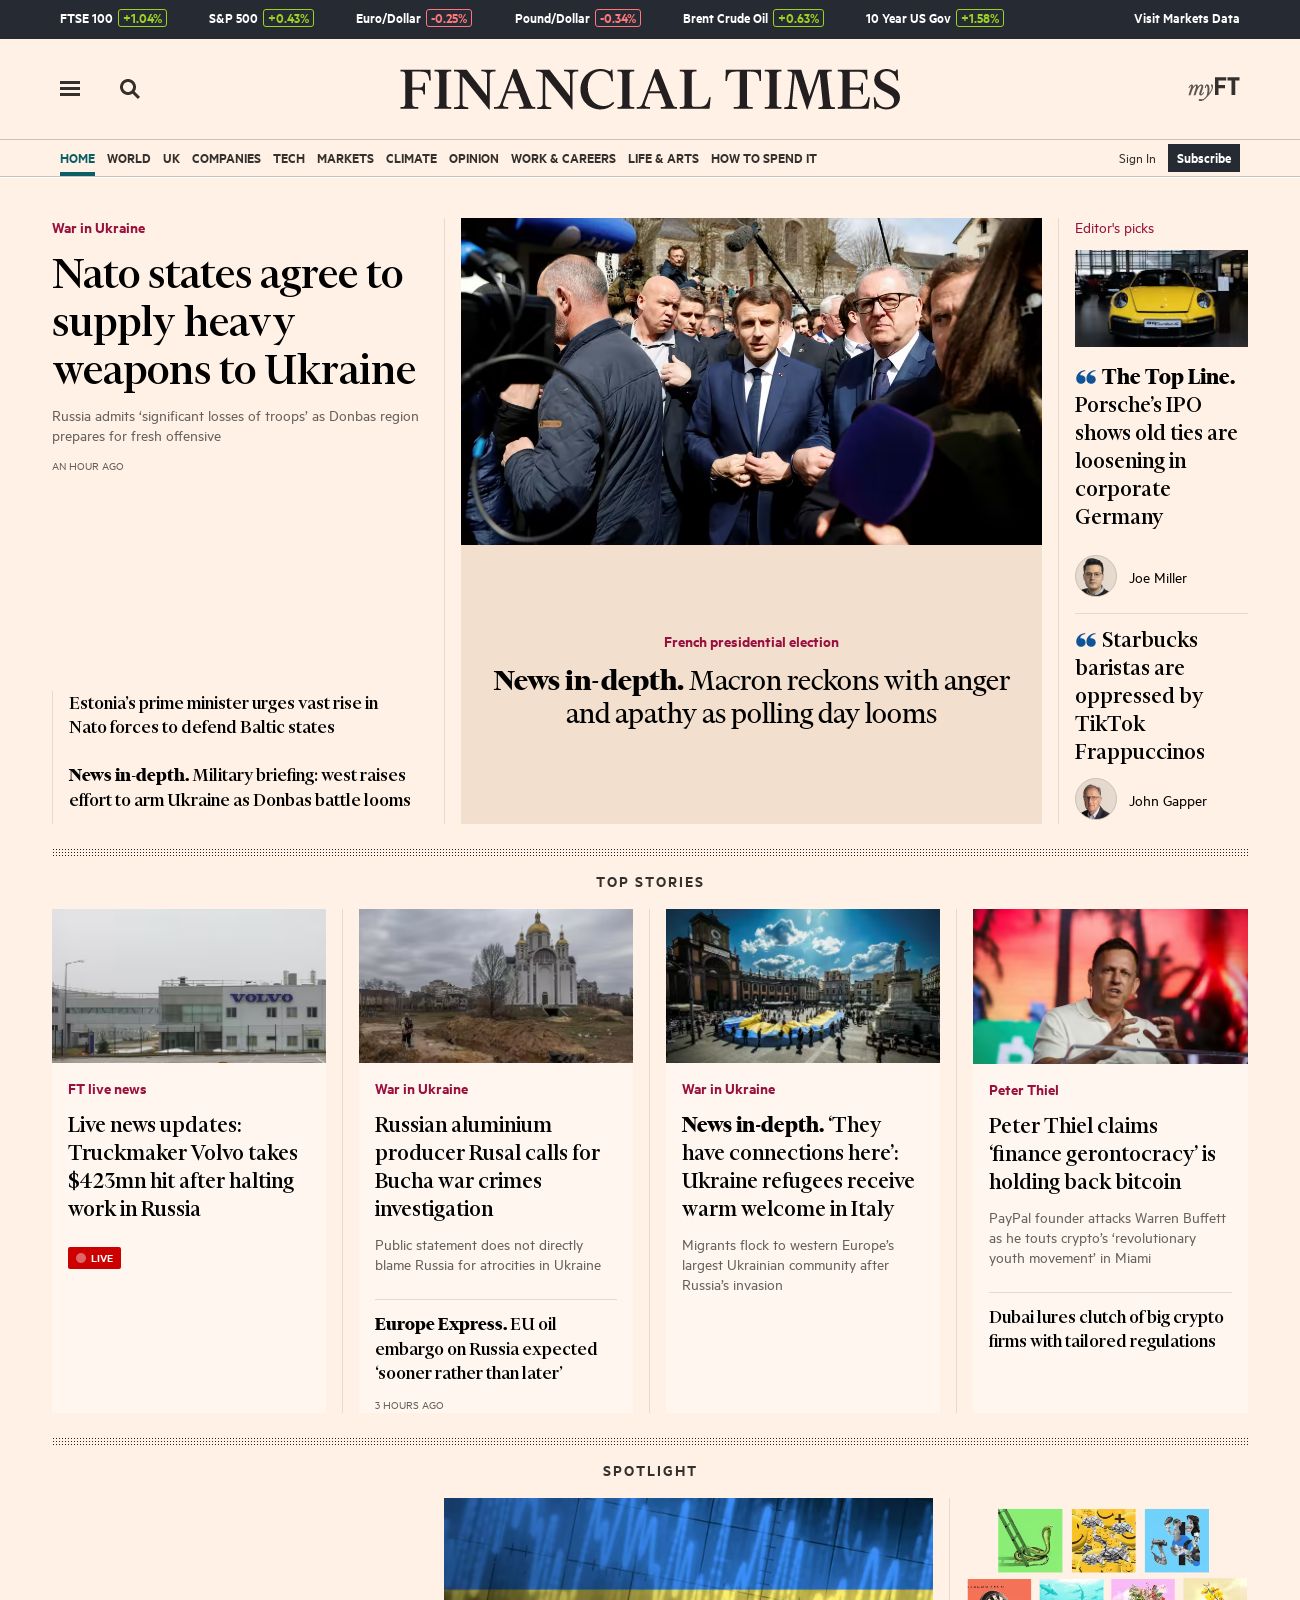 FTSE 100 +1.04% S&P 500 +0.43% Euro/Dollar -0.25% Pound/Dollar -0.34% Brent Crude Oil +0.63% 10 Year US Gov +1.58% Visit Markets Data
FINANCIAL TIMES
myFT
HOME WORLD UK COMPANIES TECH MARKETS CLIMATE OPINION WORK & CAREERS LIFE & ARTS HOW TO SPEND IT Sign In Subscribe
War in Ukraine
Nato states agree to
supply heavy
weapons to Ukraine
Russia admits ‘significant losses of troops’ as Donbas region
prepares for fresh offensive
AN HOUR AGO
Estonia’s prime minister urges vast rise in
Nato forces to defend Baltic states
News in-depth. Military briefing: west raises
effort to arm Ukraine as Donbas battle looms
French presidential election
News in-depth. Macron reckons with anger
and apathy as polling day looms
Editor's picks
“ The Top Line.
Porsche’s IPO
shows old ties are
loosening in
corporate
Germany
Joe Miller
“ Starbucks
baristas are
oppressed by
TikTok
Frappuccinos
John Gapper
TOP STORIES
VOLVO
FT live news
Live news updates:
Truckmaker Volvo takes
$423mn hit after halting
work in Russia
LIVE
War in Ukraine
Russian aluminium
producer Rusal calls for
Bucha war crimes
investigation
Public statement does not directly
blame Russia for atrocities in Ukraine
Europe Express. EU oil
embargo on Russia expected
‘sooner rather than later’
3 HOURS AGO
War in Ukraine
News in-depth. ‘They
have connections here’:
Ukraine refugees receive
warm welcome in Italy
Migrants flock to western Europe’s
largest Ukrainian community after
Russia’s invasion
Peter Thiel
Peter Thiel claims
‘finance gerontocracy’ is
holding back bitcoin
PayPal founder attacks Warren Buffett
as he touts crypto’s ‘revolutionary
youth movement’ in Miami
Dubai lures clutch of big crypto
firms with tailored regulations
SPOTLIGHT